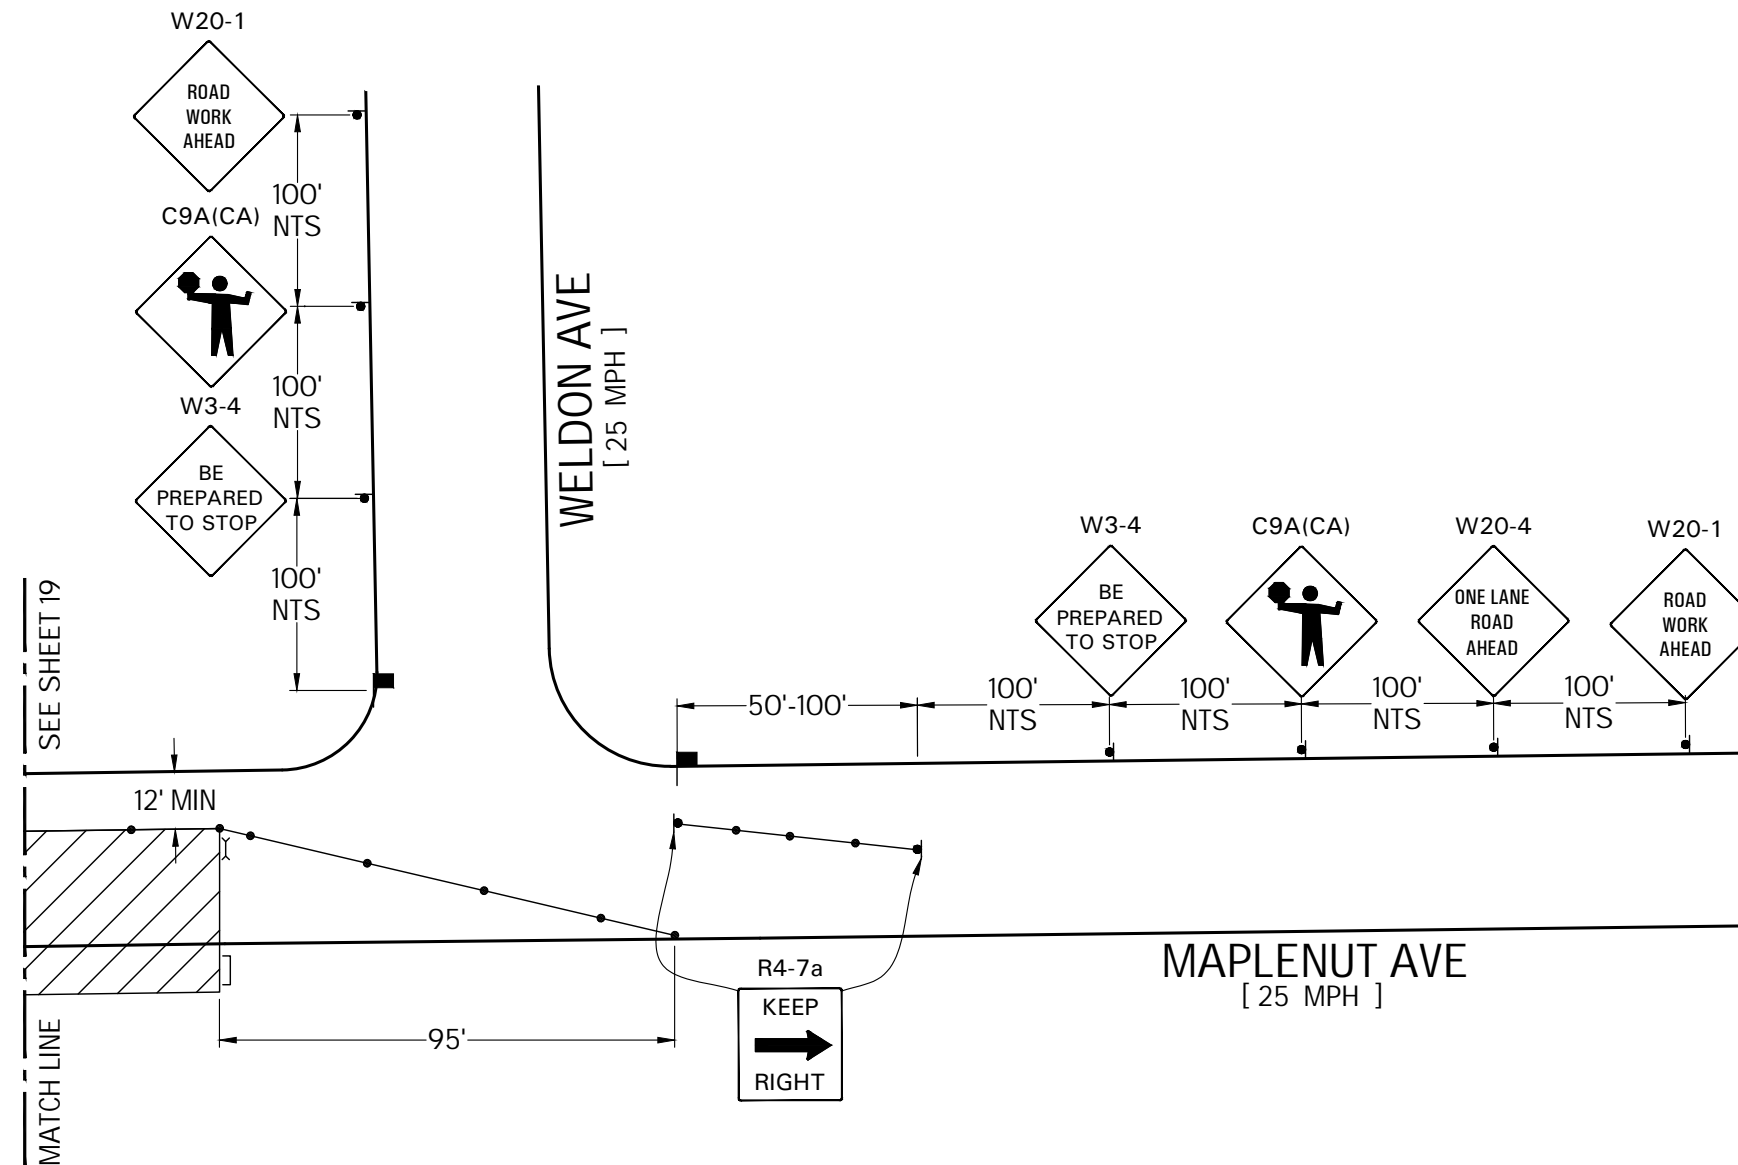 W20-1
ROAD
WORK
AHEAD
100'
NTS
C9A(CA)
100'
NTS
W3-4
BE
PREPARED
TO STOP
100'
NTS
WELDON AVE
[ 25 MPH ]
SEE SHEET 19
MATCH LINE
12' MIN
50'-100'
100'
NTS
W3-4
BE
PREPARED
TO STOP
100'
NTS
C9A(CA)
100'
NTS
W20-4
ONE LANE
ROAD
AHEAD
100'
NTS
W20-1
ROAD
WORK
AHEAD
MAPLENUT AVE
[ 25 MPH ]
95'
R4-7a
KEEP
RIGHT